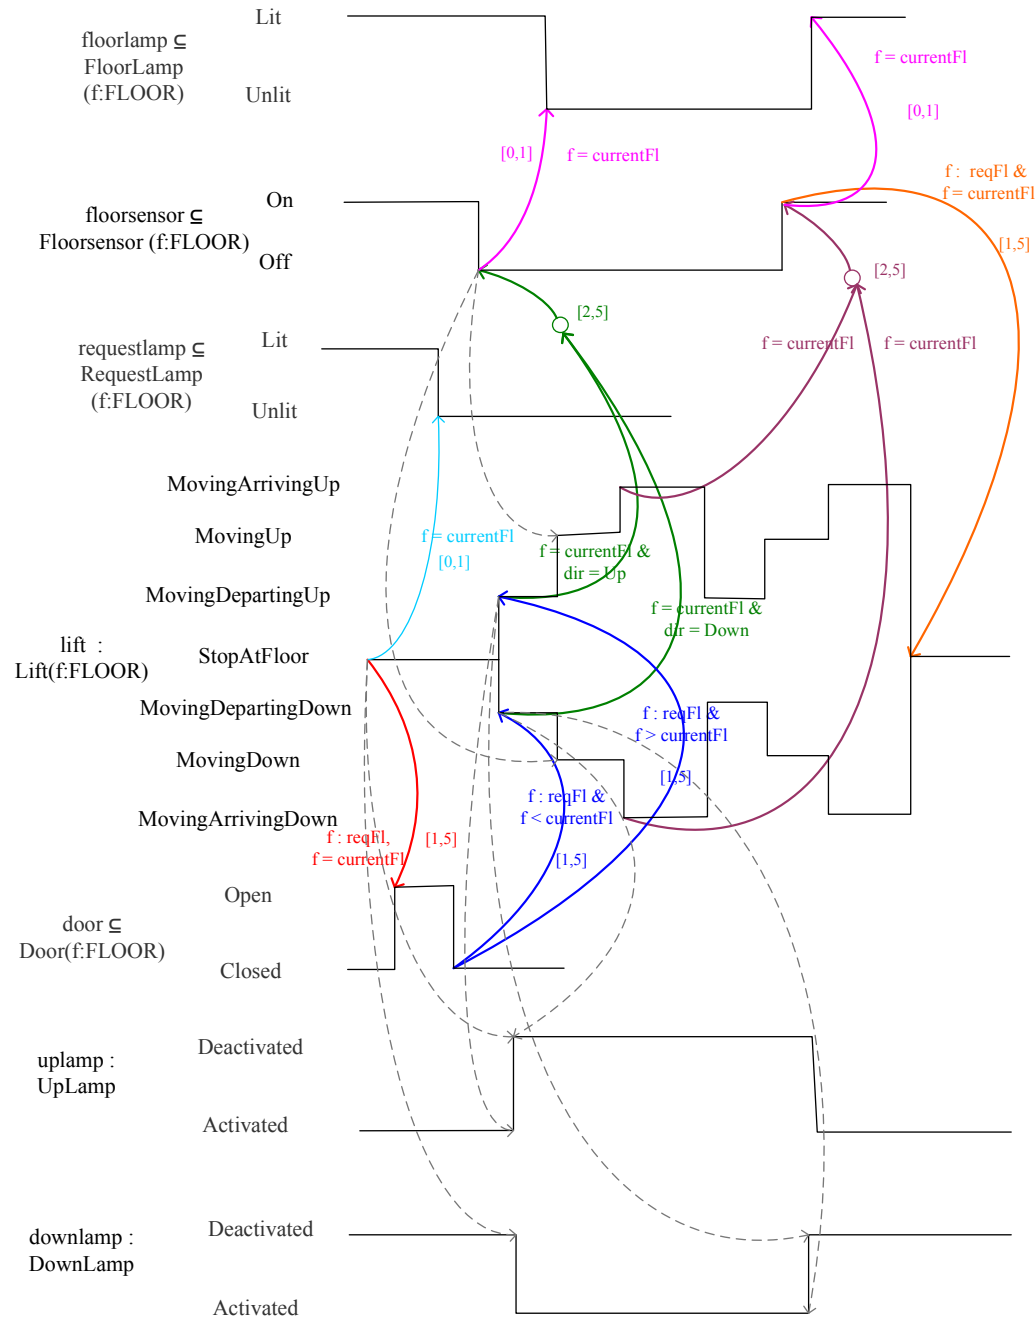 Lit
floorlamp ⊆
FloorLamp
(f:FLOOR)
Unlit
f = currentFl
[0,1]
[0,1]
f = currentFl
f : reqFl &
f = currentFl
On
floorsensor ⊆
Floorsensor (f:FLOOR)
Off
[1,5]
[2,5]
[2,5]
Lit
requestlamp ⊆
RequestLamp
(f:FLOOR)
Unlit
f = currentFl
f = currentFl
MovingArrivingUp
MovingUp
f = currentFl
[0,1]
f = currentFl &
dir = Up
MovingDepartingUp
f = currentFl &
dir = Down
lift :
Lift(f:FLOOR)
StopAtFloor
MovingDepartingDown
f : reqFl &
f > currentFl
MovingDown
[1,5]
f : reqFl &
f < currentFl
MovingArrivingDown
f : reqFl,
f = currentFl
[1,5]
[1,5]
Open
door ⊆
Door(f:FLOOR)
Closed
Deactivated
uplamp :
UpLamp
Activated
Deactivated
downlamp :
DownLamp
Activated